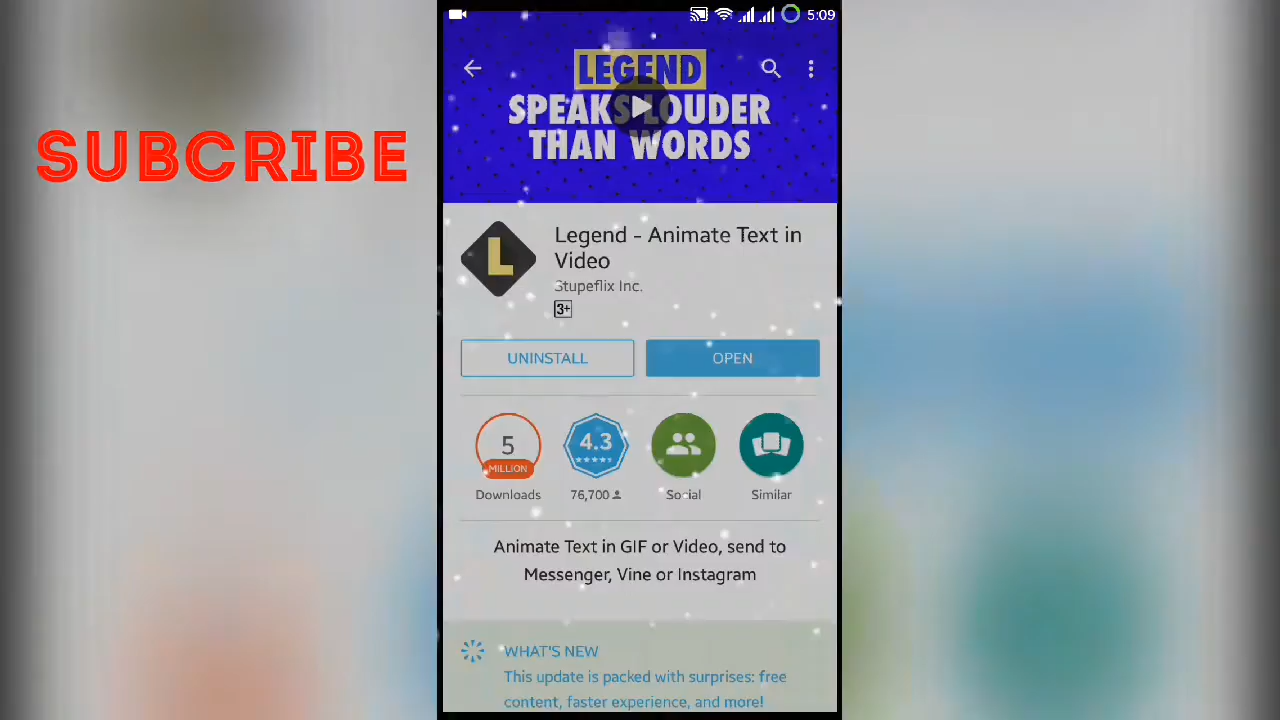 SUBCRIBE
5:09
LEGEND
SPEAKS LOUDER
THAN WORDS
L
Legend - Animate Text in
Video
Stupeflix Inc.
3+
UNINSTALL
OPEN
5
MILLION
Downloads
4.3
76,700
Social
Similar
Animate Text in GIF or Video, send to
Messenger, Vine or Instagram
WHAT'S NEW
This update is packed with surprises: free
content, faster experience, and more!